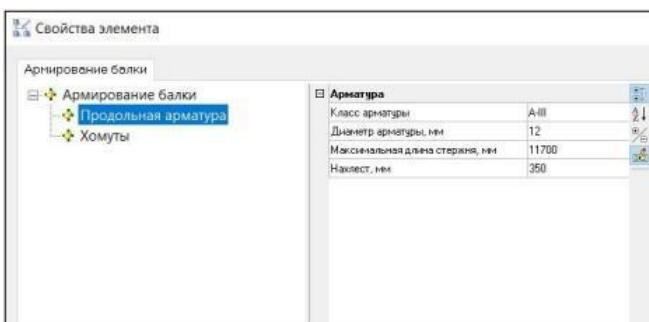 Свойства элемента
Армирование балки
Армирование балки
Продольная арматура
Хомуты
Арматура
Класс арматуры A-III
Диаметр арматуры, мм 12
Максимальная длина стержня, мм 11700
Нахлест, мм 350